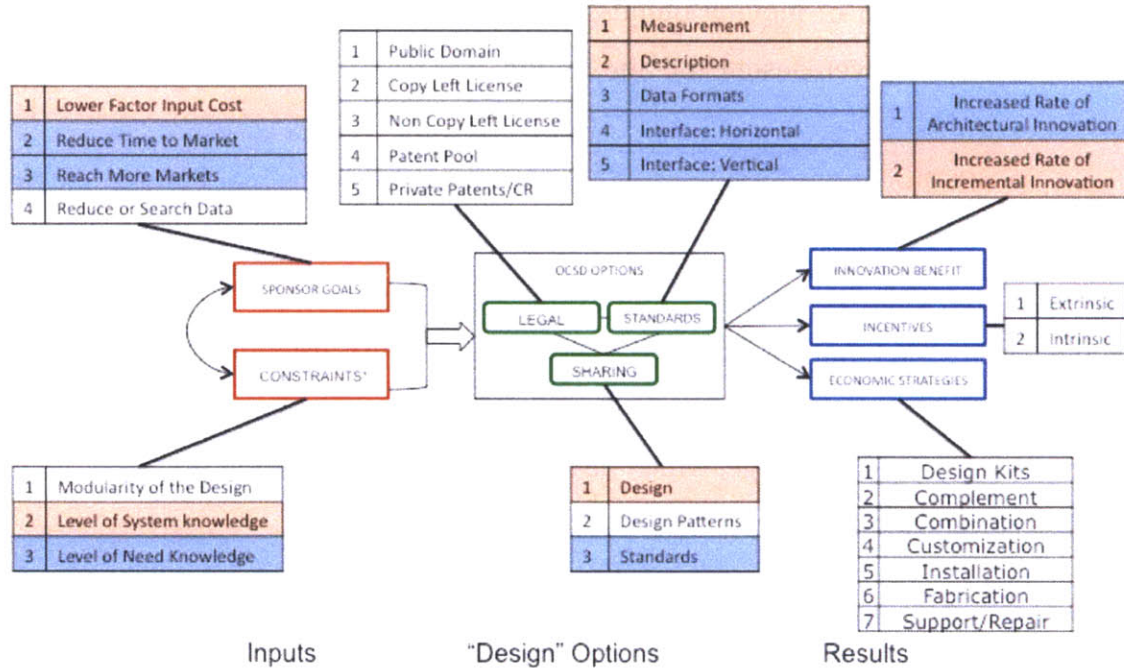 1 Public Domain
2 Copy Left License
3 Non Copy Left License
4 Patent Pool
5 Private Patents/CR
1 Measurement
2 Description
3 Data Formats
4 Interface: Horizontal
5 Interface: Vertical
1 Lower Factor Input Cost
2 Reduce Time to Market
3 Reach More Markets
4 Reduce or Search Data
1 Increased Rate of
Architectural Innovation
2 Increased Rate of
Incremental Innovation
SPONSOR GOALS
CONSTRAINTS*
OCSD OPTIONS
LEGAL
STANDARDS
SHARING
INNOVATION BENEFIT
INCENTIVES
ECONOMIC STRATEGIES
1 Extrinsic
2 Intrinsic
1 Modularity of the Design
2 Level of System knowledge
3 Level of Need Knowledge
1 Design
2 Design Patterns
3 Standards
1 Design Kits
2 Complement
3 Combination
4 Customization
5 Installation
6 Fabrication
7 Support/Repair
Inputs
"Design" Options
Results